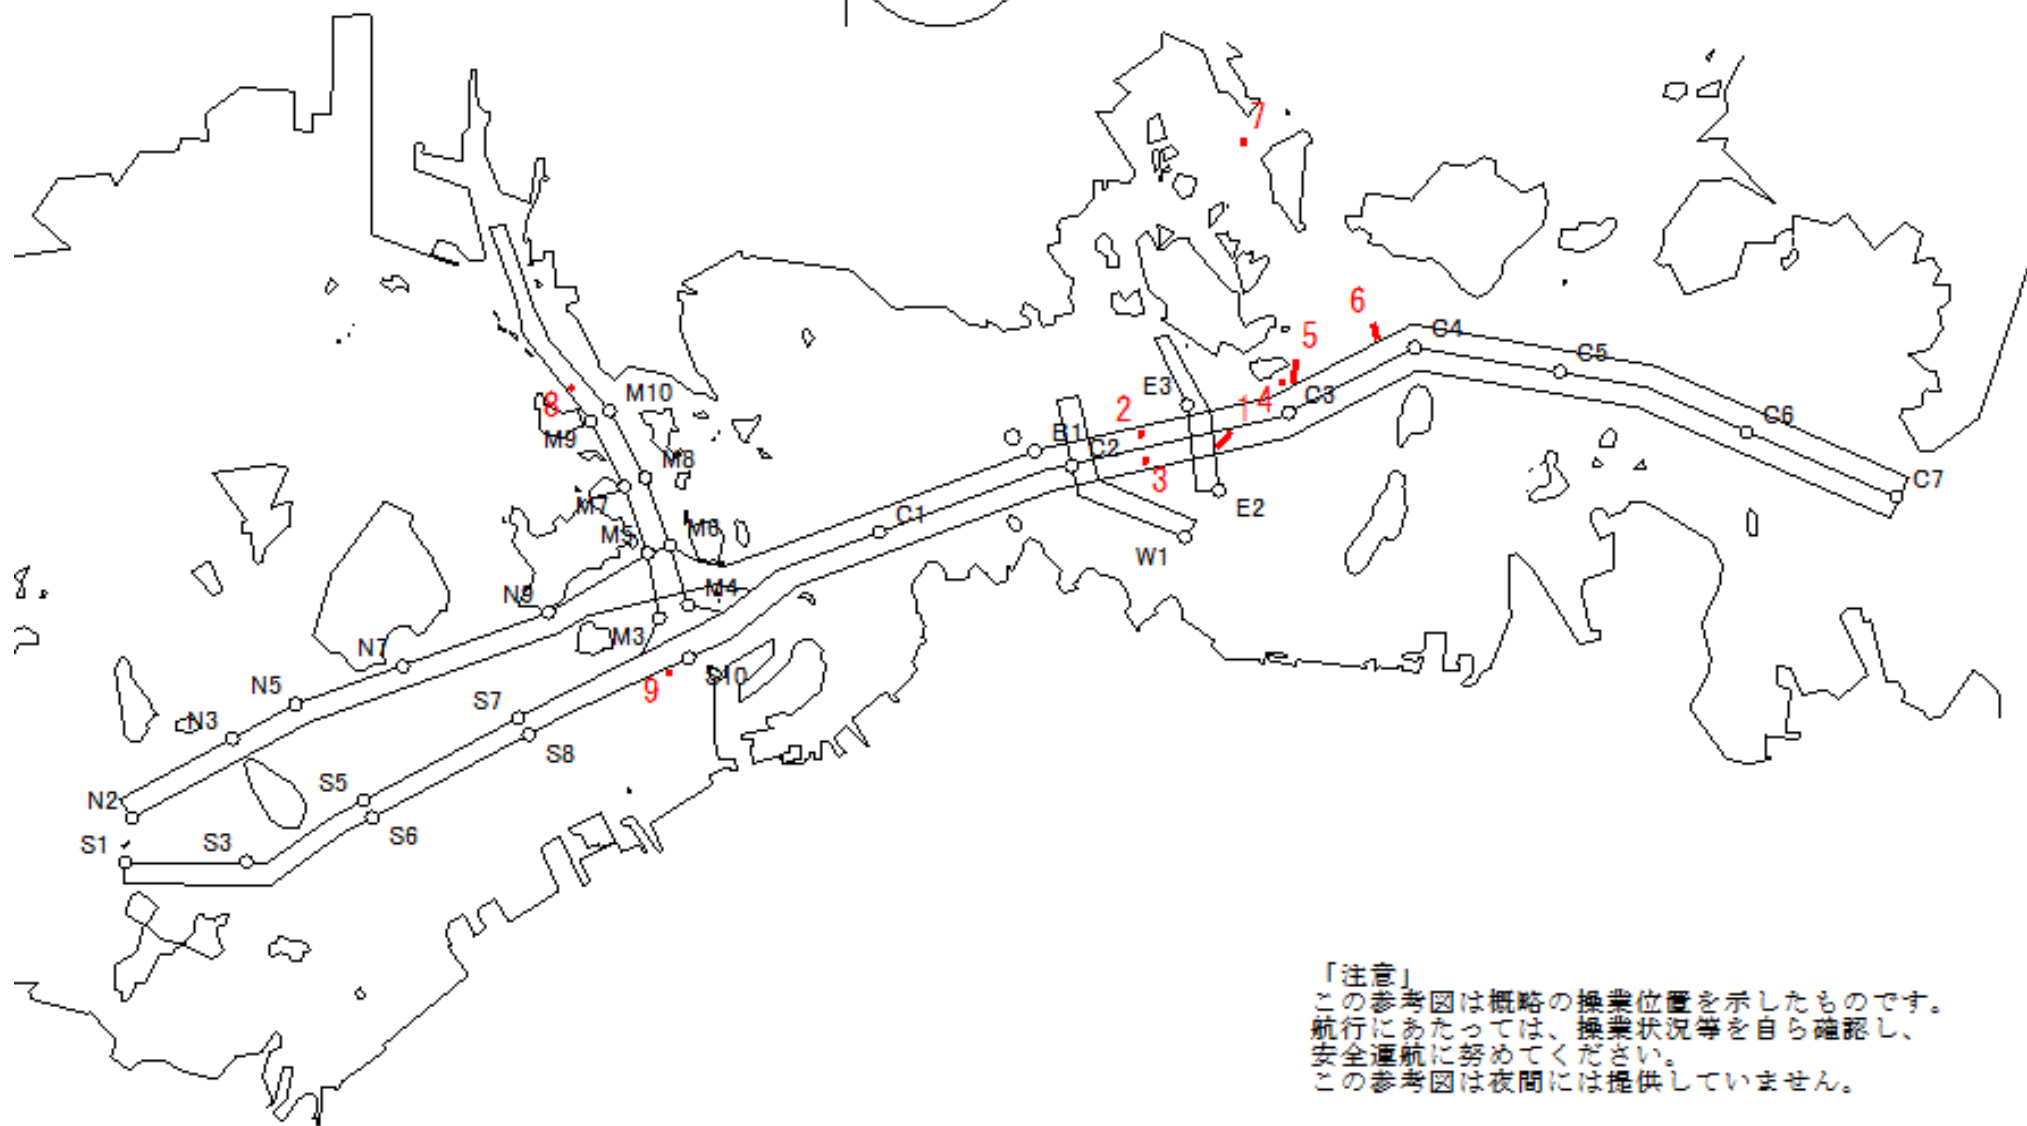 7
6
C4
5
C5
M10
E3
4
C3
8
2
1
C6
M9
B1
C2
M8
3
C7
M7
E2
C1
M5
M6
W1
N9
M4
M3
N7
S10
N5
9
S7
N3
S8
S5
N2
S6
S1
S3
「注意」
この参考図は概略の操業位置を示したものです。
航行にあたっては、操業状況等を自ら確認し、
安全運航に努めてください。
この参考図は夜間には提供していません。